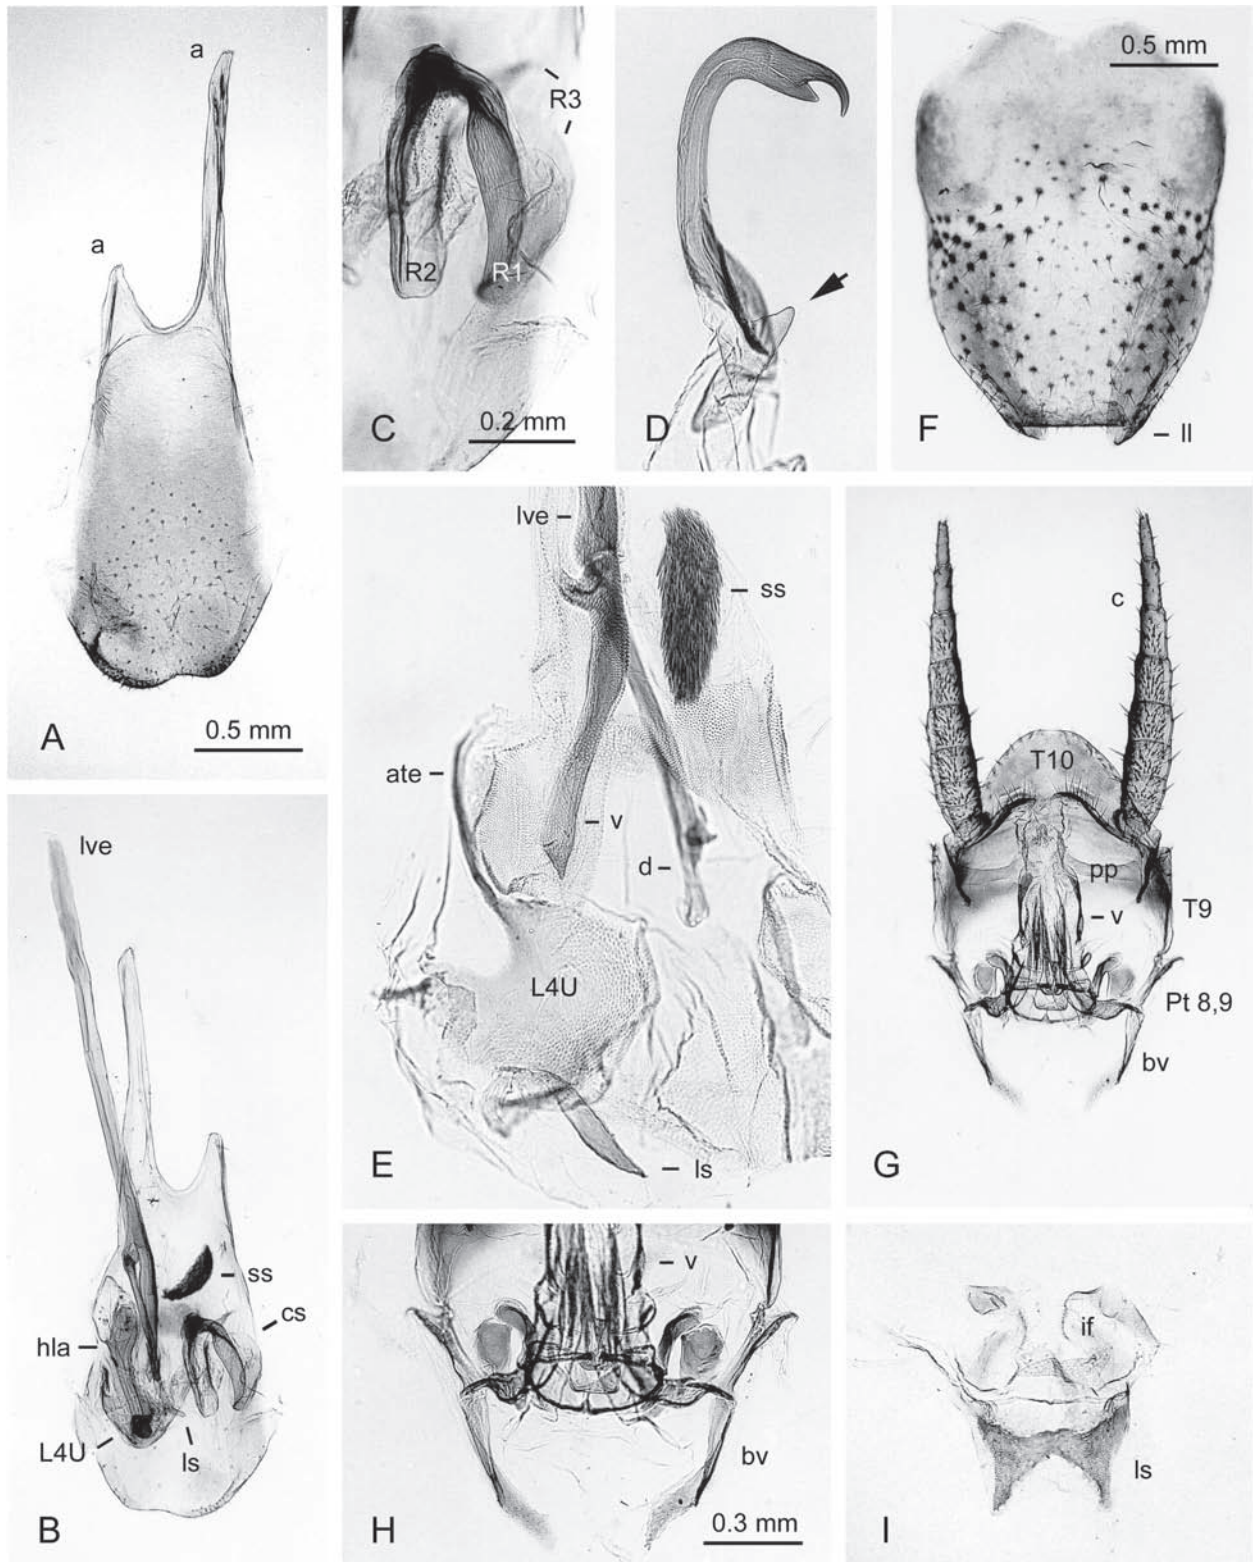 a
a
A
0.5 mm
R3
R2
R1
C
0.2 mm
D
0.5 mm
F
ll
lve
ss
cs
hla
L4U
ls
B
lve
ss
ate
v
d
L4U
ls
E
c
T10
pp
v
T9
Pt 8,9
bv
G
v
bv
H
0.3 mm
if
ls
I